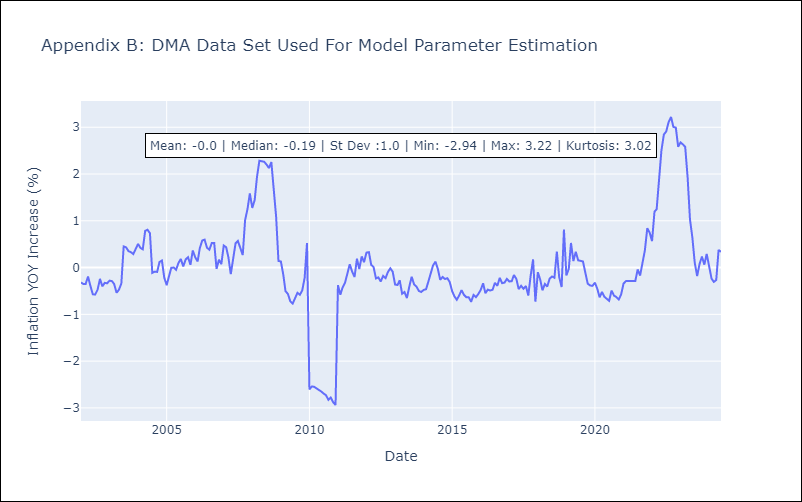 Appendix B: DMA Data Set Used For Model Parameter Estimation
Mean: -0.0 | Median: -0.19 | St Dev :1.0 | Min: -2.94 | Max: 3.22 | Kurtosis: 3.02
Inflation YOY Increase (%)
3
2
1
0
−1
−2
−3
2005
2010
2015
2020
Date